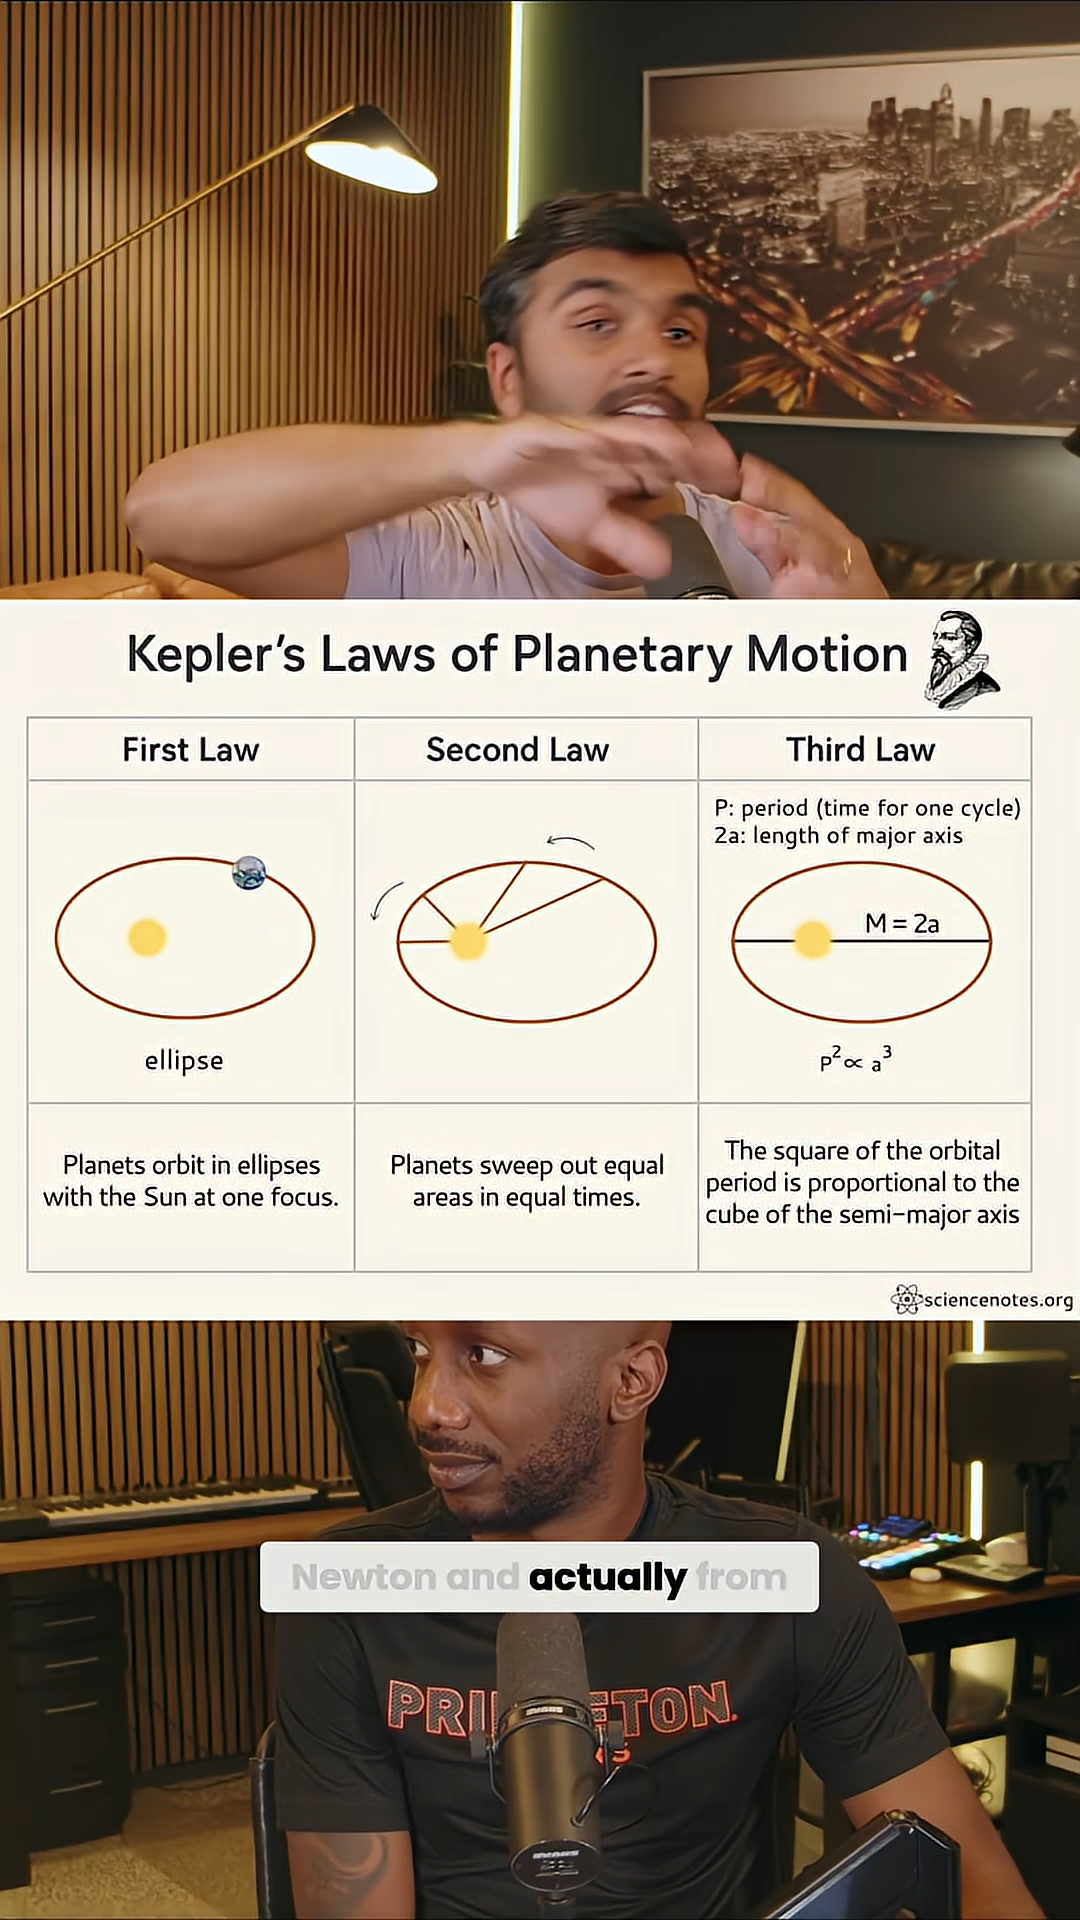 Kepler's Laws of Planetary Motion
First Law
Second Law
Third Law
P: period (time for one cycle)
2a: length of major axis
M = 2a
ellipse
P² ∝ a³
Planets orbit in ellipses
with the Sun at one focus.
Planets sweep out equal
areas in equal times.
The square of the orbital
period is proportional to the
cube of the semi-major axis
sciencenotes.org
Newton and actually from